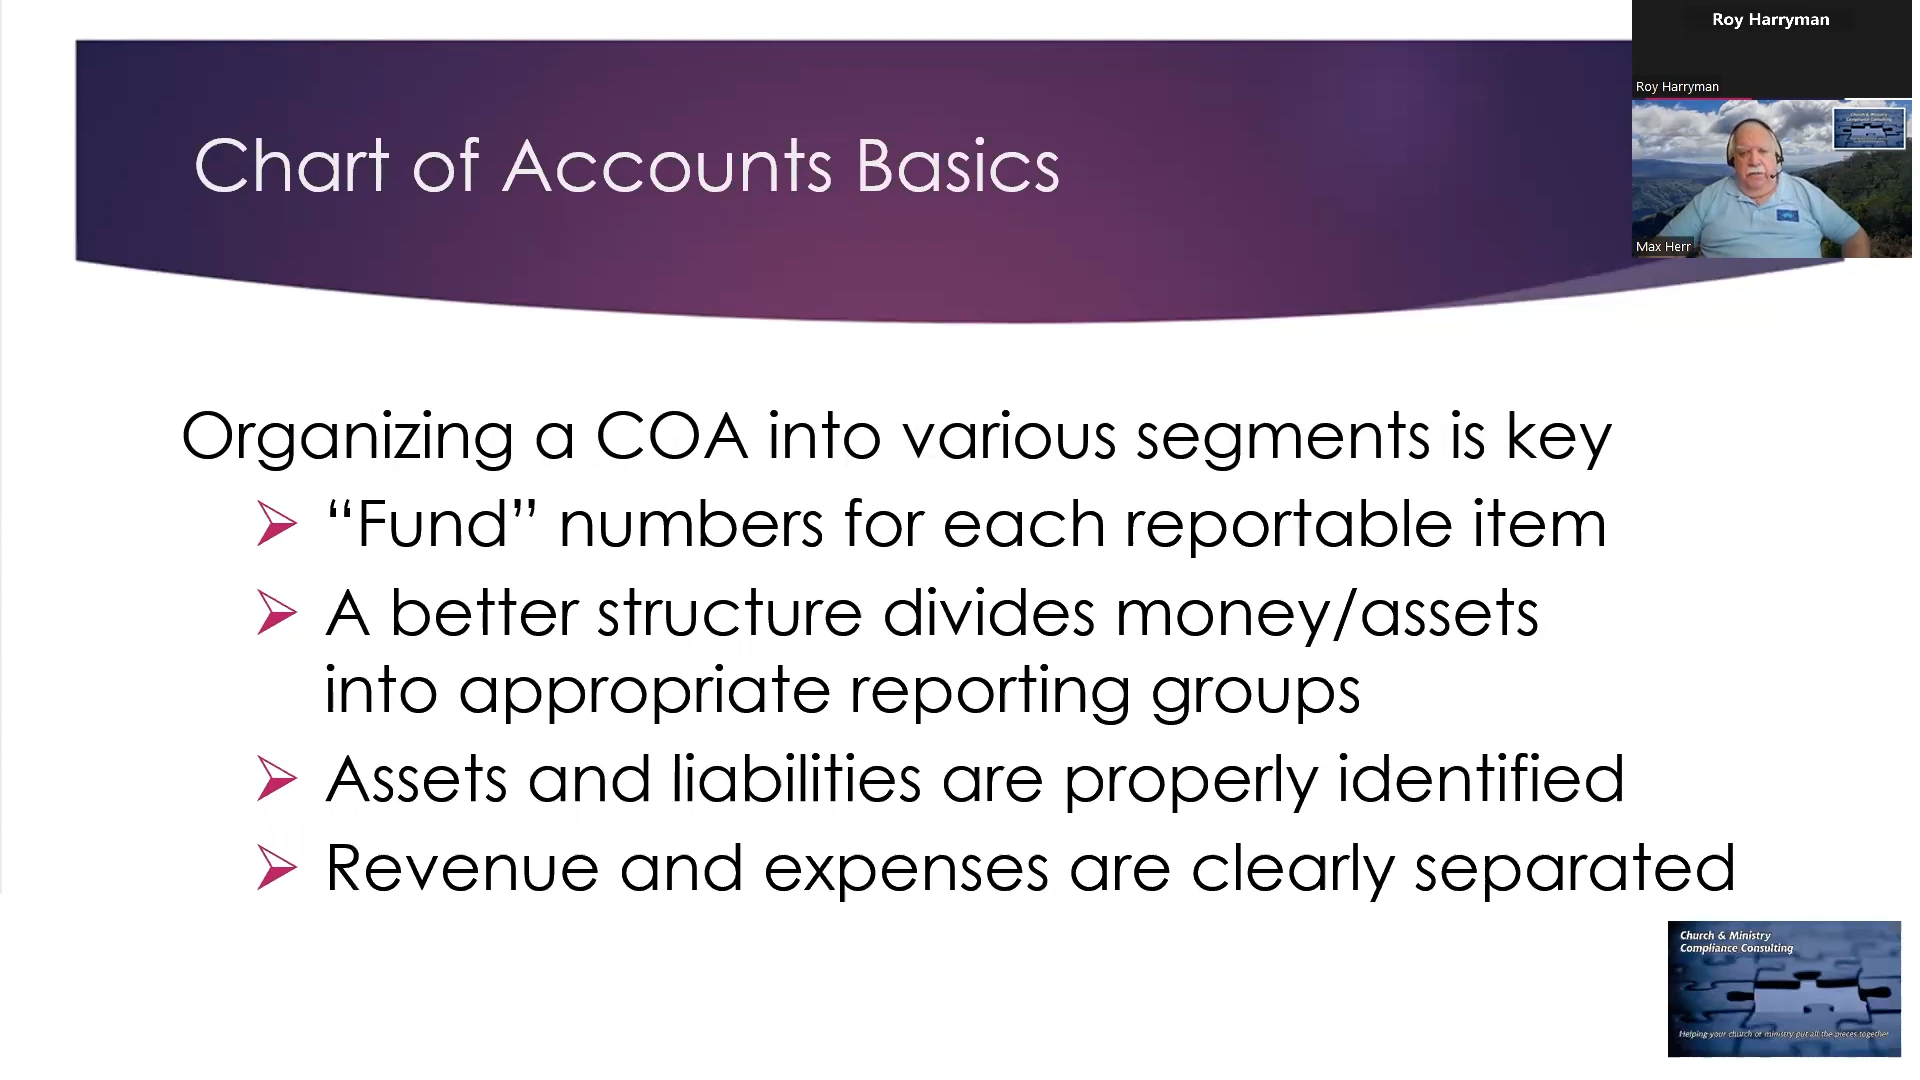 Roy Harryman
Roy Harryman
Chart of Accounts Basics
Max Herr
Organizing a COA into various segments is key
“Fund” numbers for each reportable item
A better structure divides money/assets
into appropriate reporting groups
Assets and liabilities are properly identified
Revenue and expenses are clearly separated
Church & Ministry
Compliance Consulting
Helping your church or ministry put all the pieces together